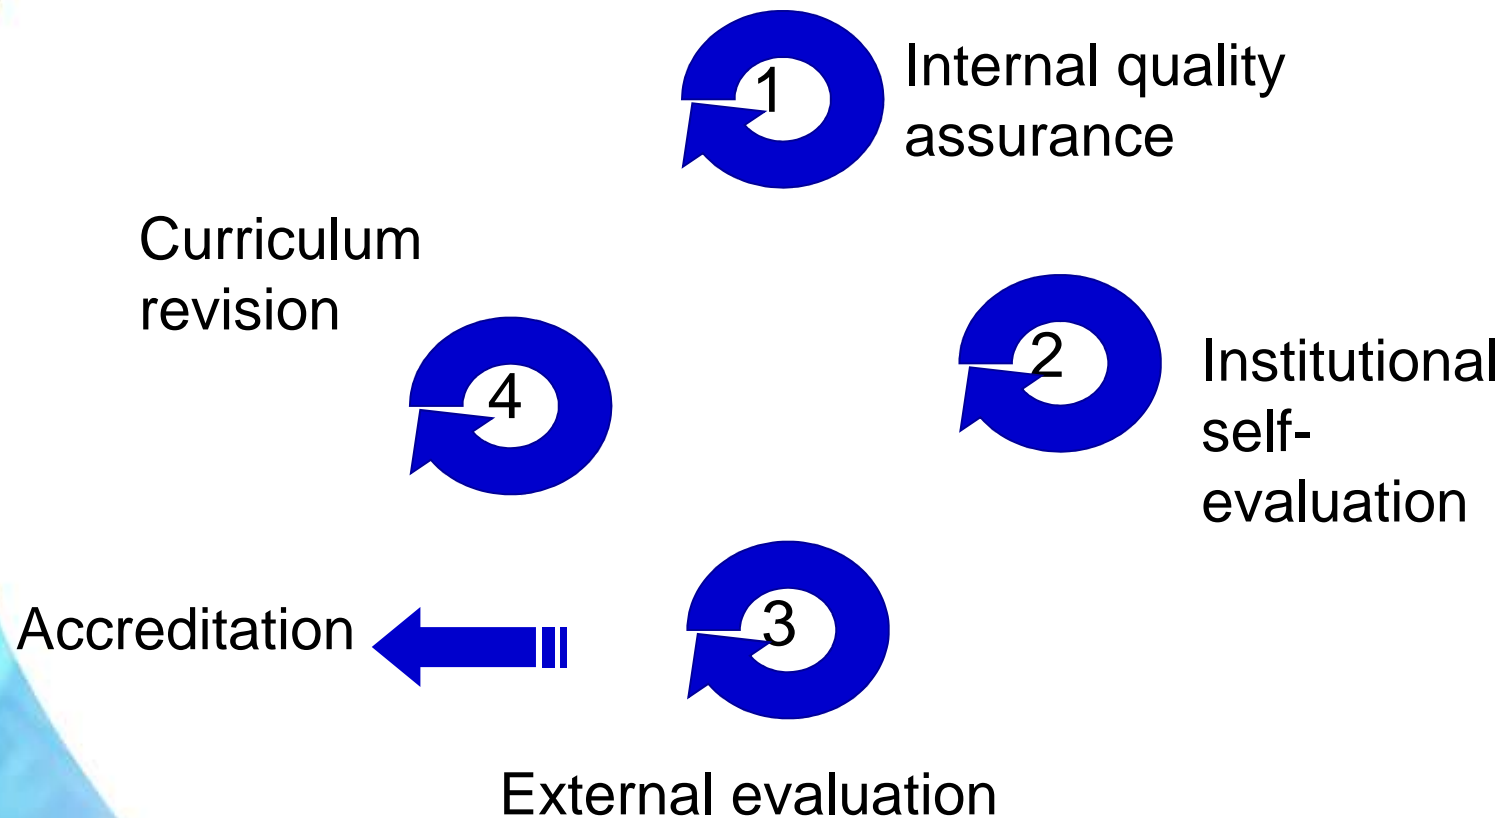 1
Internal quality
assurance
2
Institutional
self-
evaluation
3
External evaluation
Accreditation
4
Curriculum
revision